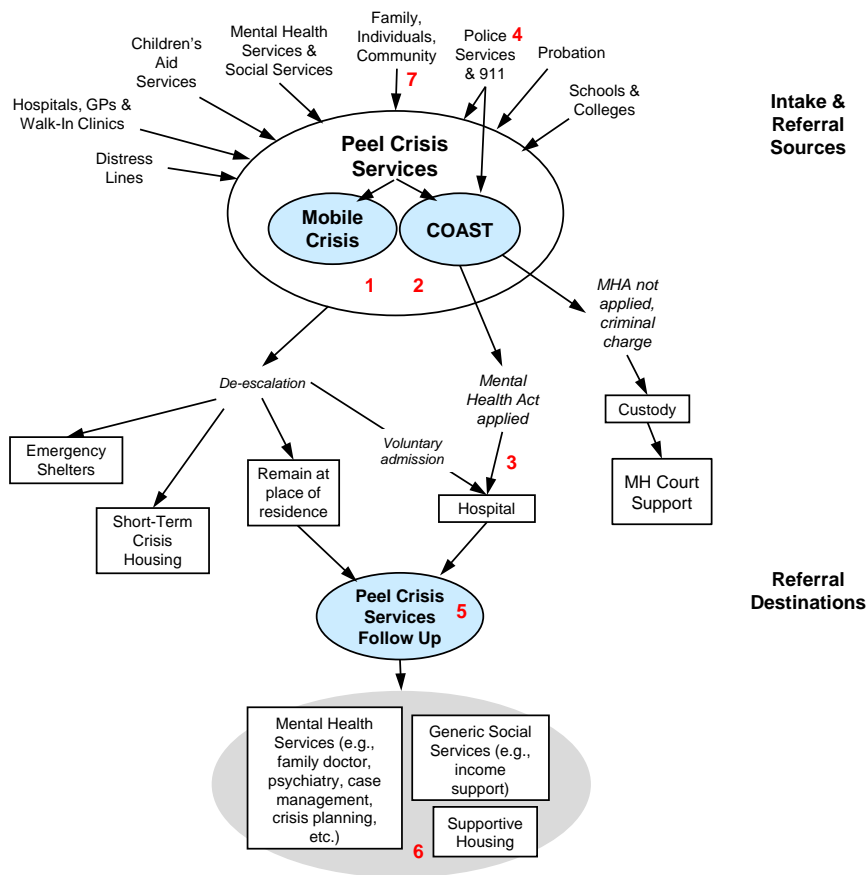 Family,
Individuals,
Community
7
Police 4
Services
& 911
Mental Health
Services &
Social Services
Children's
Aid
Services
Probation
Hospitals, GPs &
Walk-In Clinics
Schools &
Colleges
Distress
Lines
Intake &
Referral
Sources
Peel Crisis
Services
Mobile
Crisis
COAST
1
2
MHA not
applied,
criminal
charge
De-escalation
Mental
Health Act
applied
Custody
Voluntary
admission
3
Emergency
Shelters
Remain at
place of
residence
MH Court
Support
Short-Term
Crisis
Housing
Hospital
Referral
Destinations
Peel Crisis
Services
Follow Up
5
Mental Health
Services (e.g.,
family doctor,
psychiatry, case
management,
crisis planning,
etc.)
Generic Social
Services (e.g.,
income
support)
Supportive
Housing
6